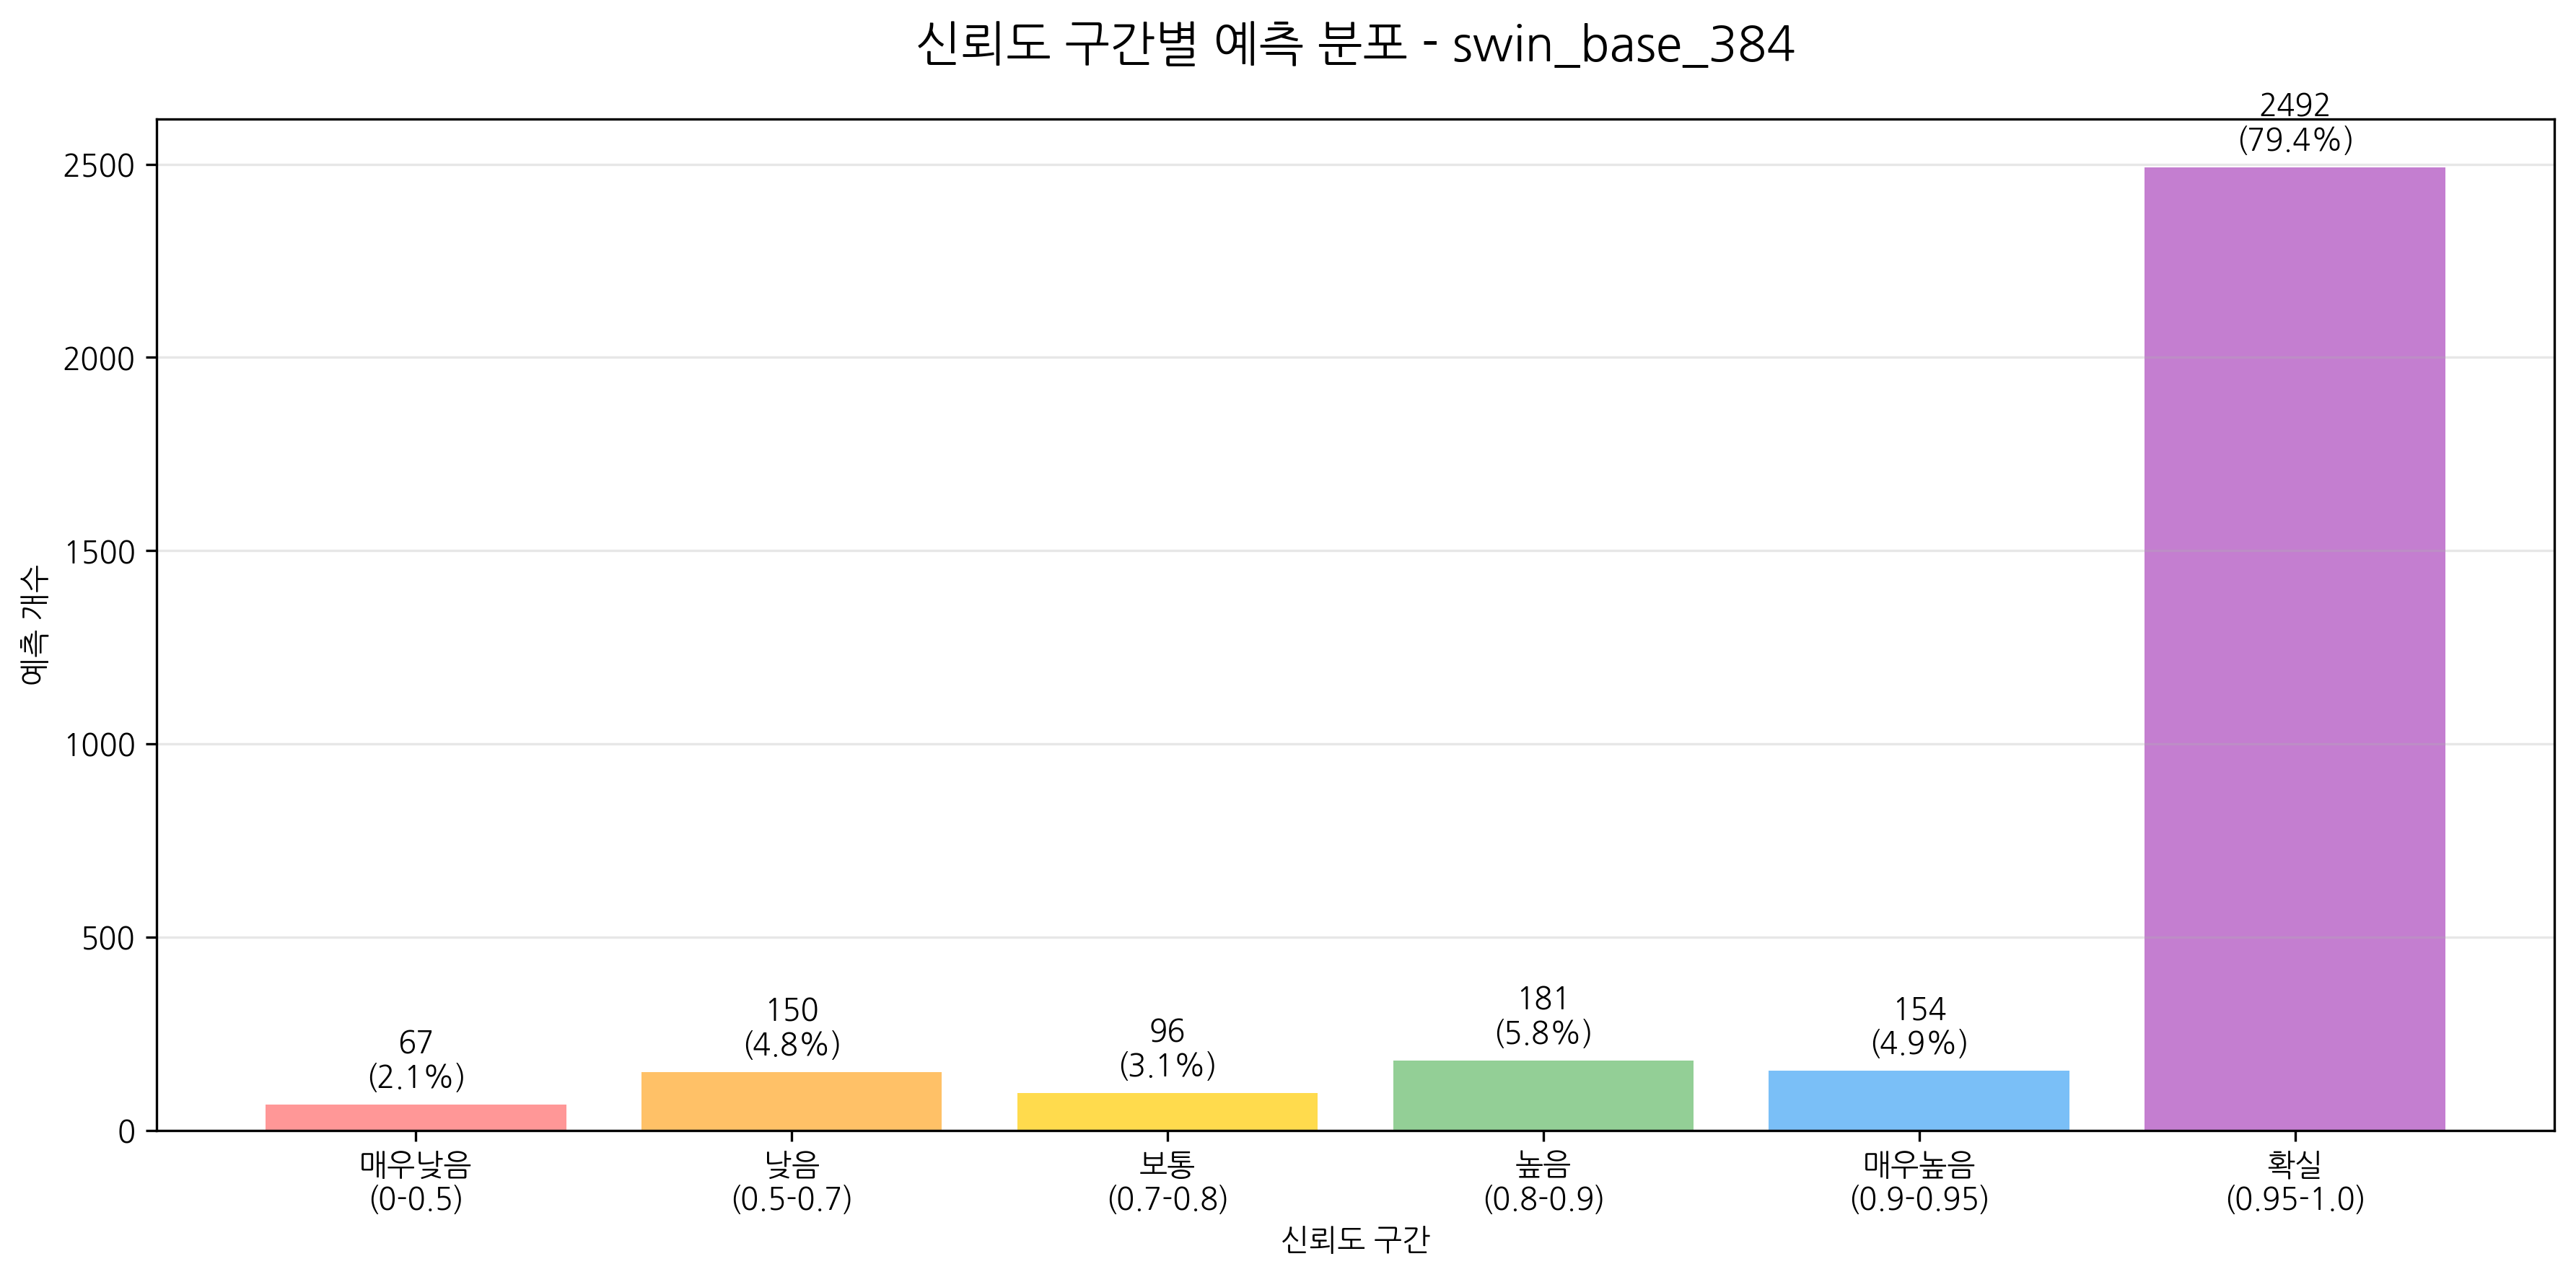 신뢰도 구간별 예측 분포 - swin_base_384
2492
(79.4%)
2500
2000
1500
1000
500
0
예측 개수
67
(2.1%)
150
(4.8%)
96
(3.1%)
181
(5.8%)
154
(4.9%)
매우낮음
(0-0.5)
낮음
(0.5-0.7)
보통
(0.7-0.8)
높음
(0.8-0.9)
매우높음
(0.9-0.95)
확실
(0.95-1.0)
신뢰도 구간